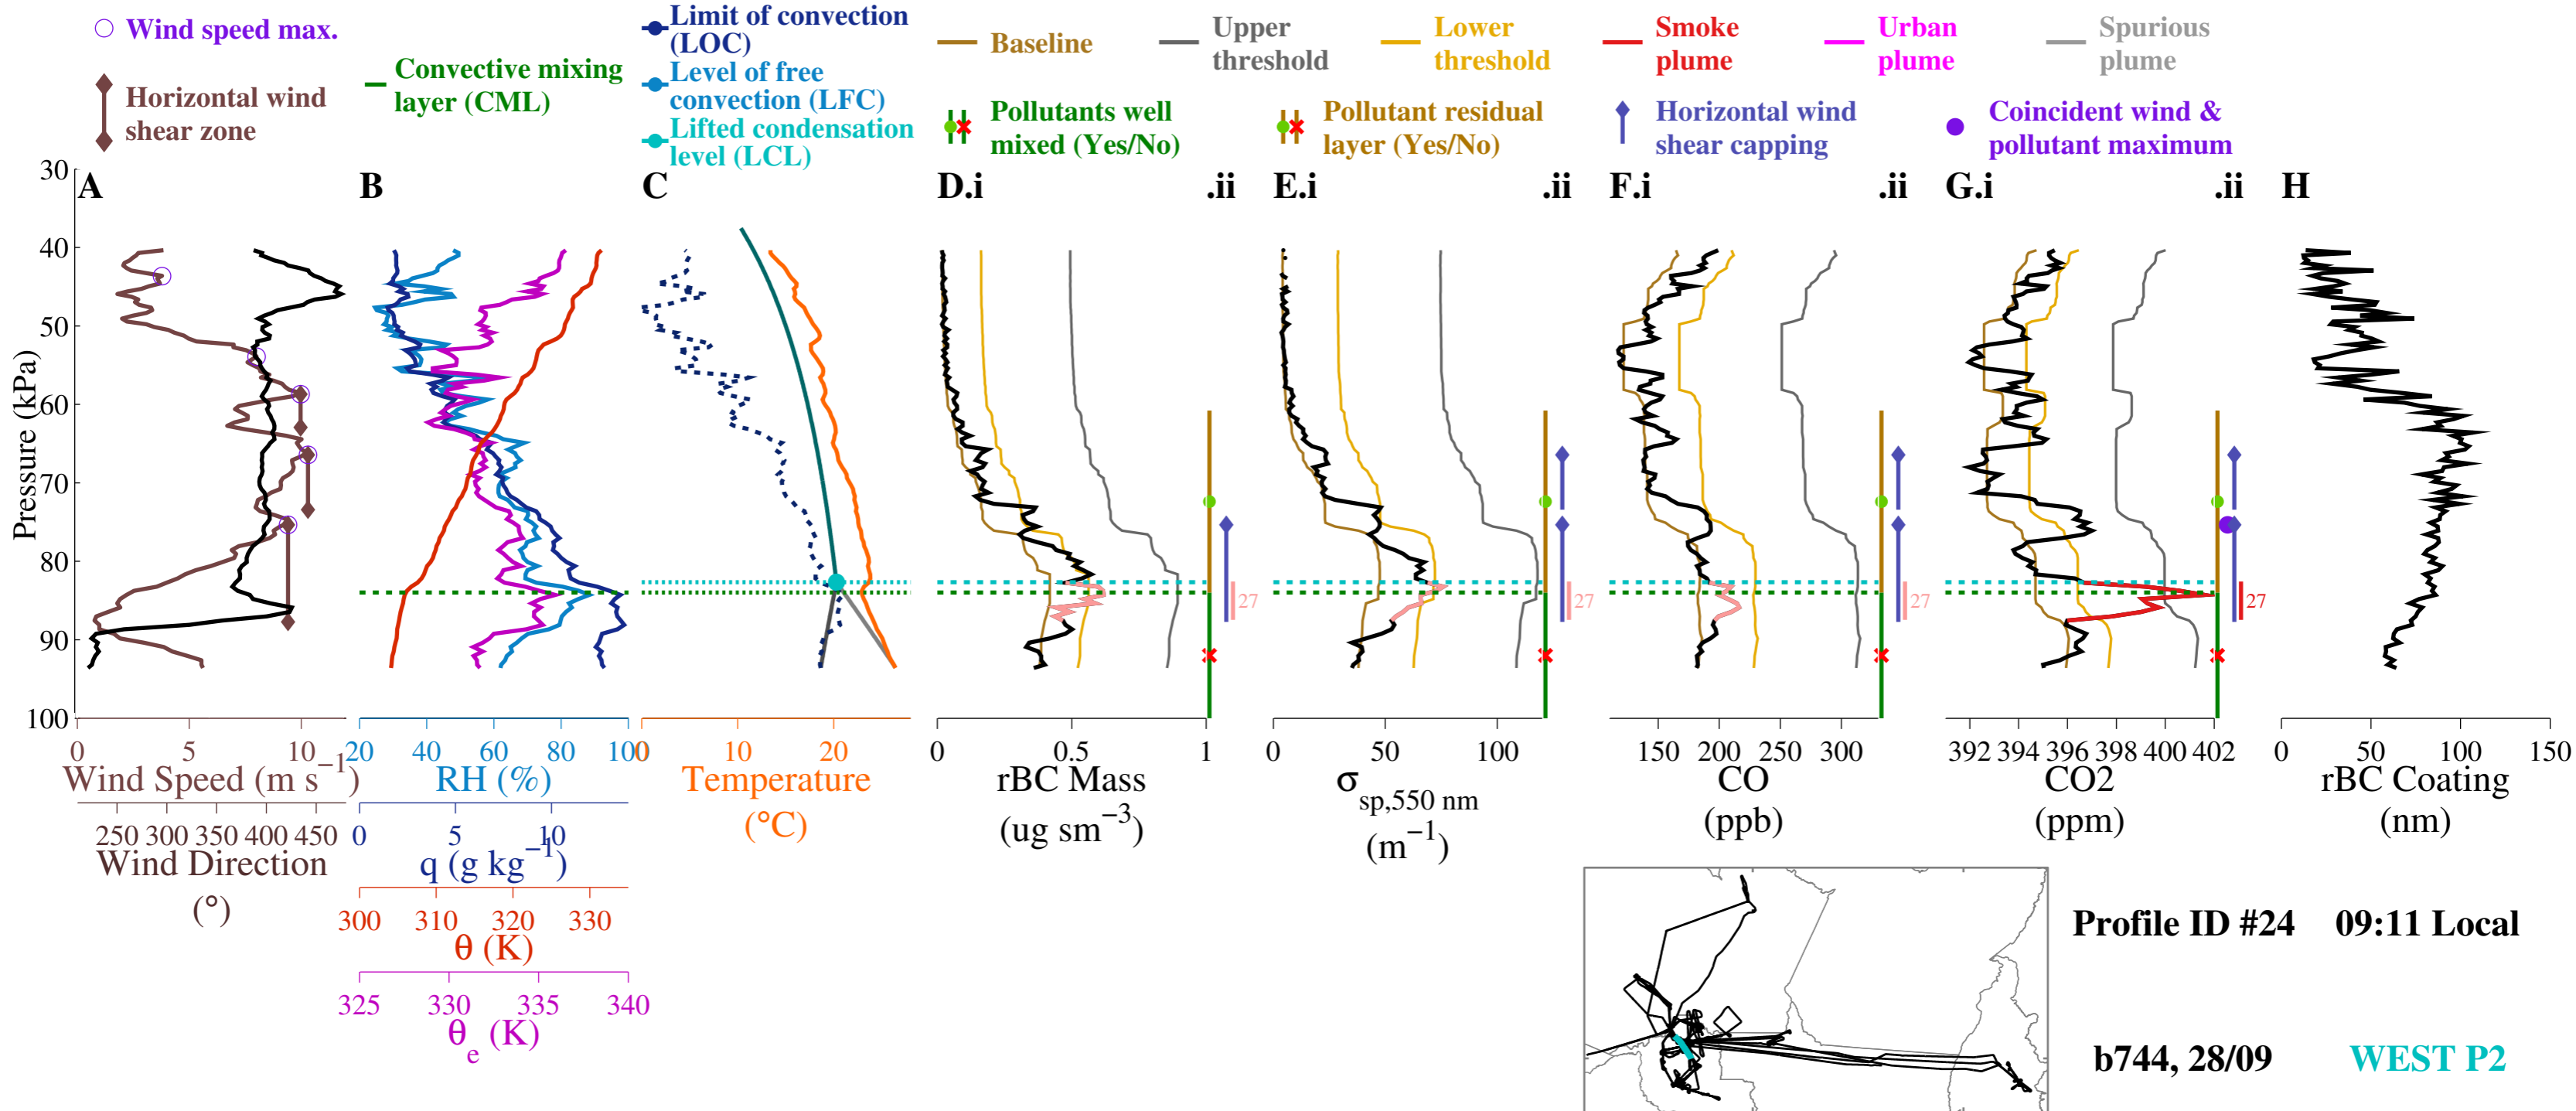 Wind speed max.
Horizontal wind
shear zone
Convective mixing
layer (CML)
Limit of convection
(LOC)
Level of free
convection (LFC)
Lifted condensation
level (LCL)
Baseline
Upper
threshold
Lower
threshold
Smoke
plume
Urban
plume
Spurious
plume
Pollutants well
mixed (Yes/No)
Pollutant residual
layer (Yes/No)
Horizontal wind
shear capping
Coincident wind &
pollutant maximum
A B C D.i .ii E.i .ii F.i .ii G.i .ii H
30
40
50
60
70
80
90
100
Pressure (kPa)
27 27 27 27
0 5 10
Wind Speed (m s−1)
250 300 350 400 450
Wind Direction
(°)
20 40 60 80 100
RH (%)
0 5 10
q (g kg−1)
300 310 320 330
θ (K)
325 330 335 340
θe (K)
0 10 20
Temperature
(°C)
0 0.5 1
rBC Mass
(ug sm−3)
0 50 100
σsp,550 nm
(m−1)
150 200 250 300
CO
(ppb)
392 394 396 398 400 402
CO2
(ppm)
0 50 100 150
rBC Coating
(nm)
Profile ID #24 09:11 Local
b744, 28/09 WEST P2